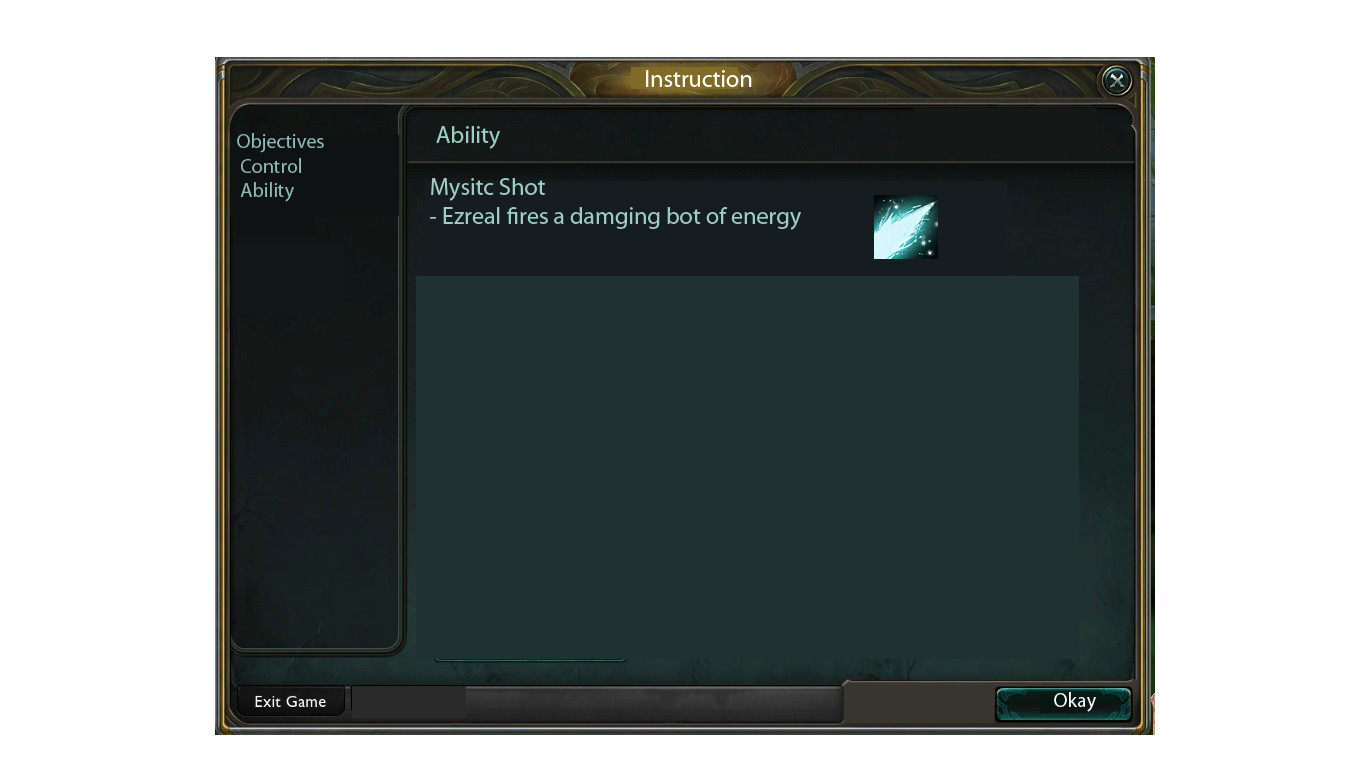 Instruction
Objectives
Control
Ability
Ability
Mysitc Shot
- Ezreal fires a damging bot of energy
Exit Game
Okay